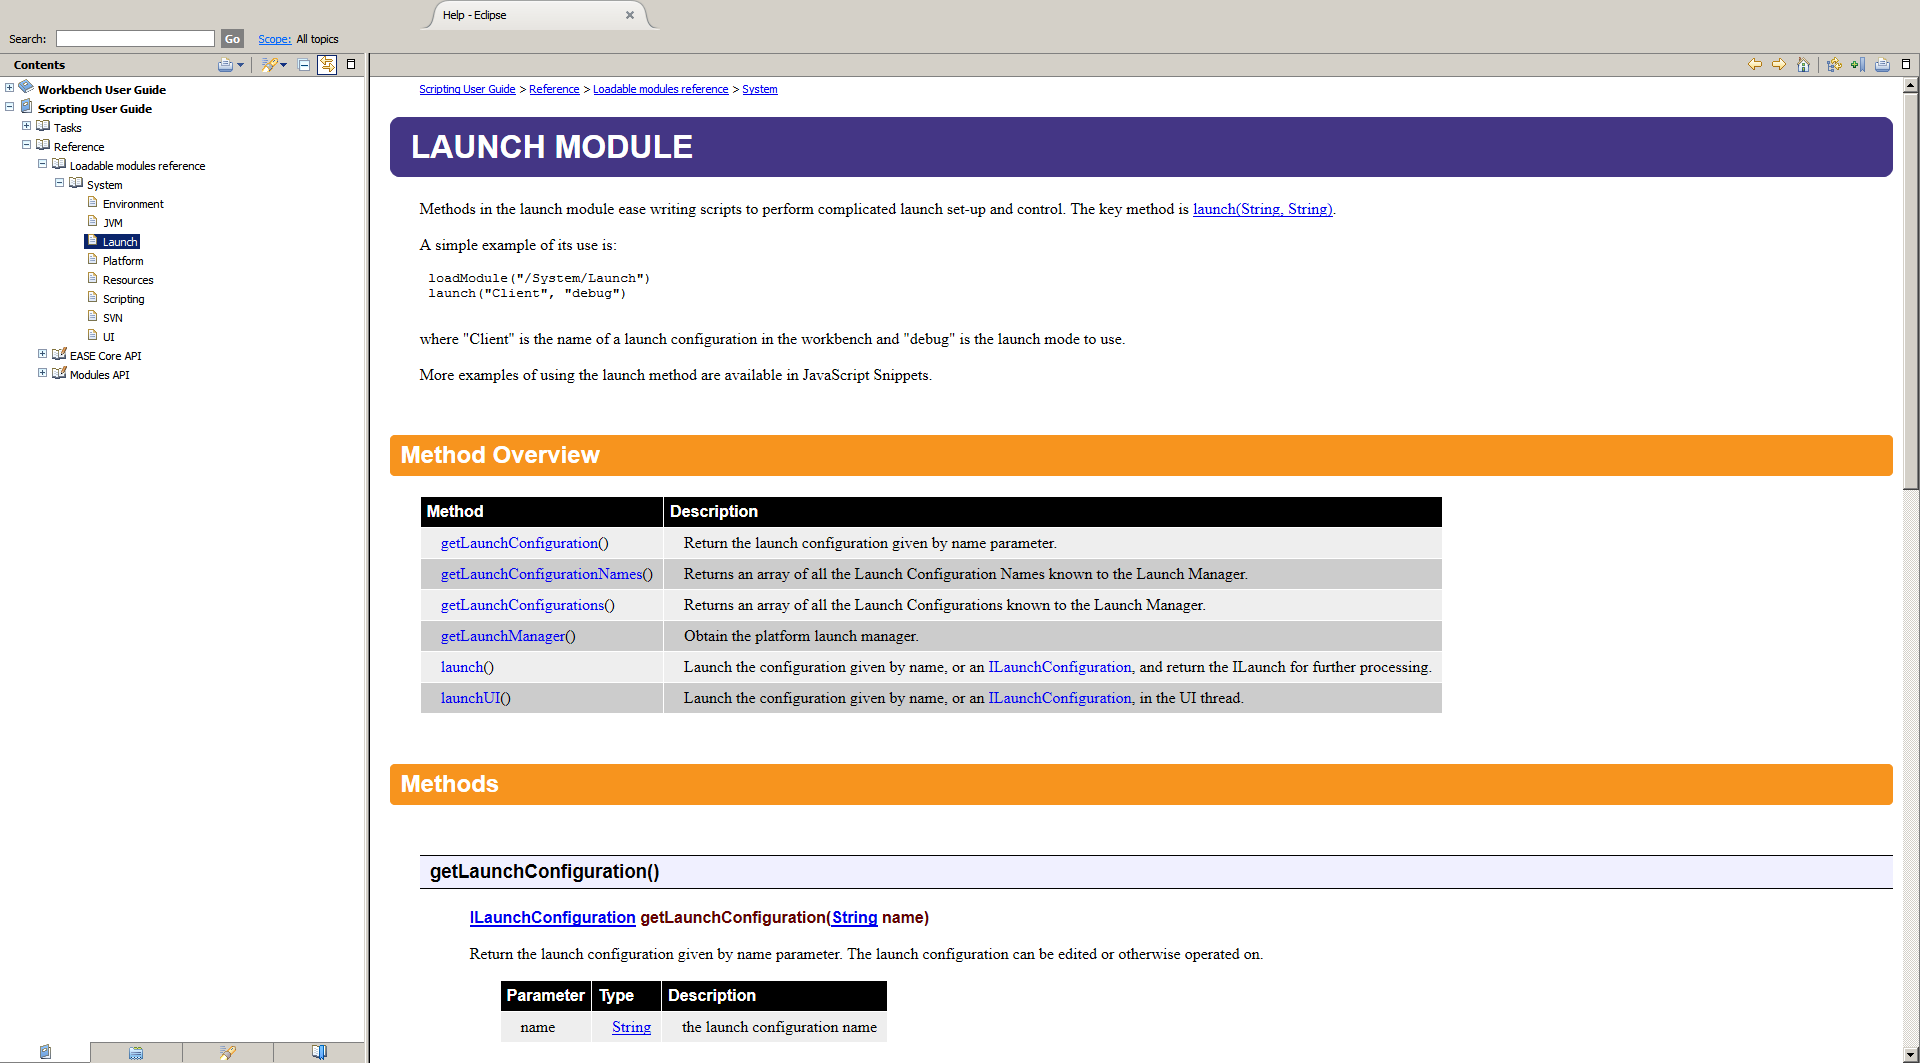 Help - Eclipse
Search: Go Scope: All topics
Contents
Workbench User Guide
Scripting User Guide
Tasks
Reference
Loadable modules reference
System
Environment
JVM
Launch
Platform
Resources
Scripting
SVN
UI
EASE Core API
Modules API
Scripting User Guide > Reference > Loadable modules reference > System
LAUNCH MODULE
Methods in the launch module ease writing scripts to perform complicated launch set-up and control. The key method is launch(String, String).
A simple example of its use is:
loadModule("/System/Launch")
launch("Client", "debug")
where "Client" is the name of a launch configuration in the workbench and "debug" is the launch mode to use.
More examples of using the launch method are available in JavaScript Snippets.
Method Overview
Method Description
getLaunchConfiguration() Return the launch configuration given by name parameter.
getLaunchConfigurationNames() Returns an array of all the Launch Configuration Names known to the Launch Manager.
getLaunchConfigurations() Returns an array of all the Launch Configurations known to the Launch Manager.
getLaunchManager() Obtain the platform launch manager.
launch() Launch the configuration given by name, or an ILaunchConfiguration, and return the ILaunch for further processing.
launchUI() Launch the configuration given by name, or an ILaunchConfiguration, in the UI thread.
Methods
getLaunchConfiguration()
ILaunchConfiguration getLaunchConfiguration(String name)
Return the launch configuration given by name parameter. The launch configuration can be edited or otherwise operated on.
Parameter Type Description
name String the launch configuration name